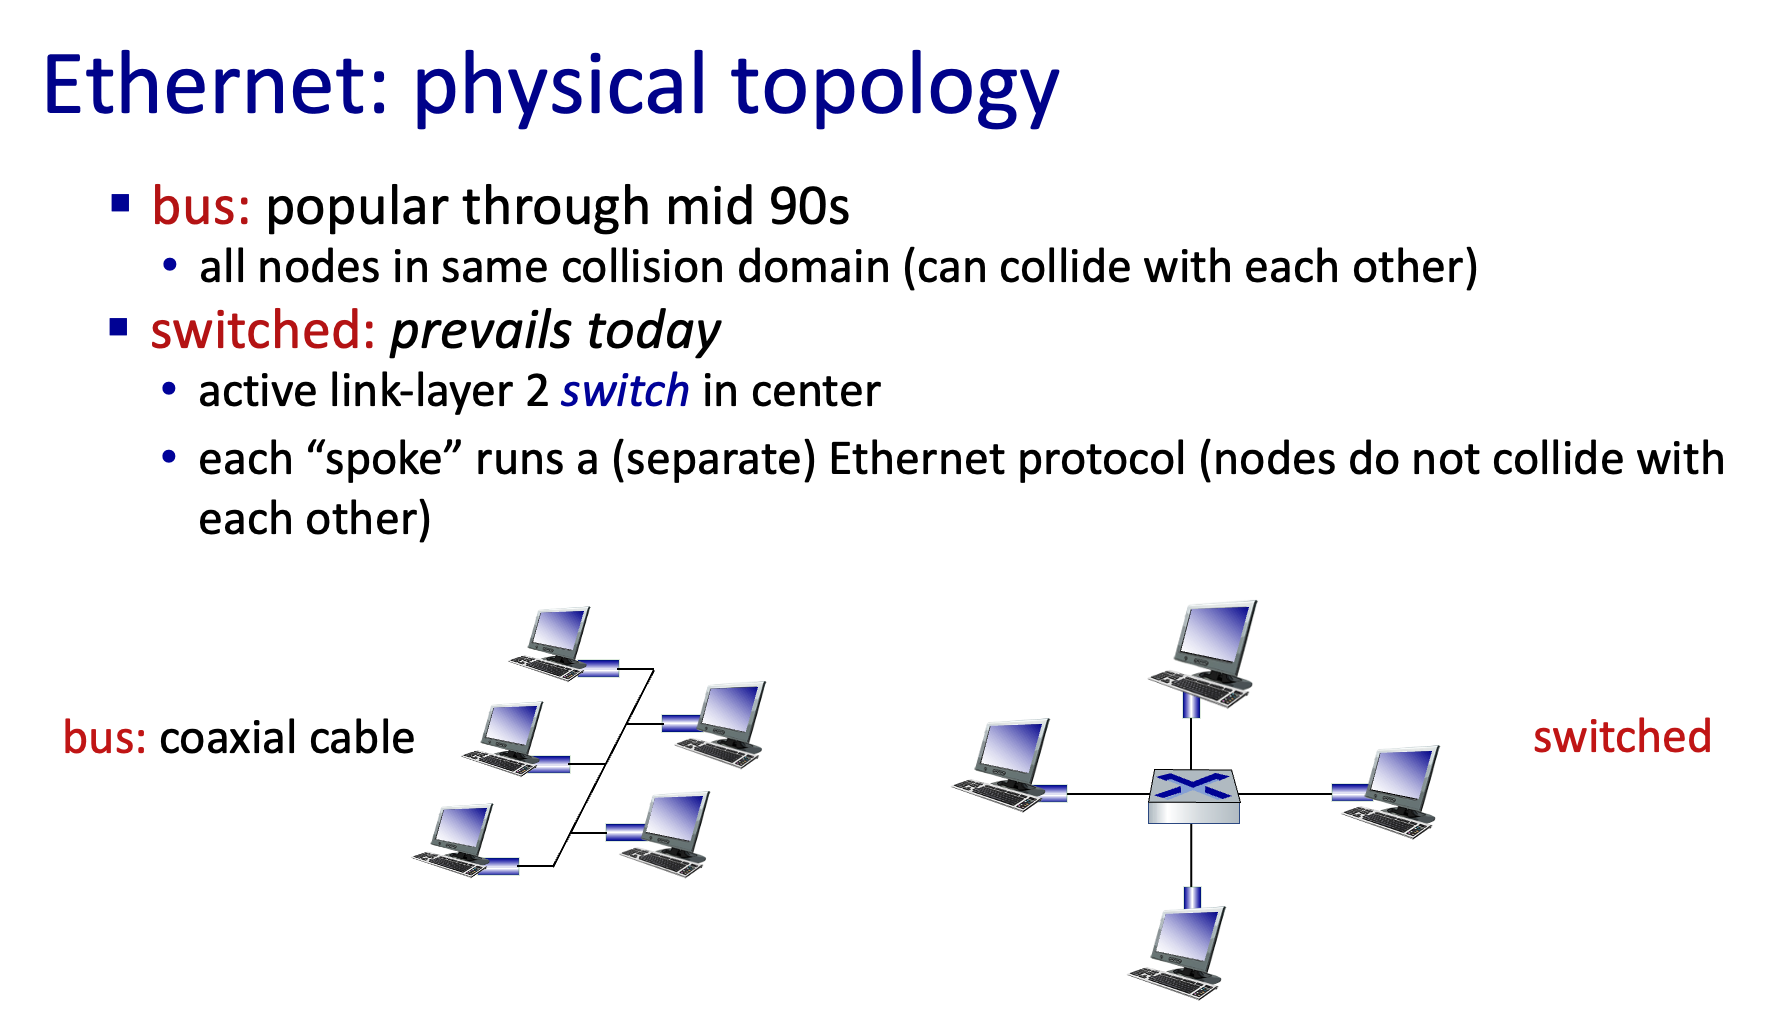 Ethernet: physical topology
▪ bus: popular through mid 90s
• all nodes in same collision domain (can collide with each other)
▪ switched: prevails today
• active link-layer 2 switch in center
• each “spoke” runs a (separate) Ethernet protocol (nodes do not collide with
each other)
bus: coaxial cable
switched